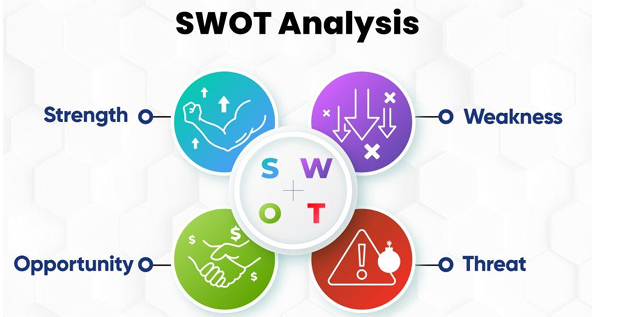 SWOT Analysis
Strength
Weakness
S W
O T
$ $ $
Opportunity
Threat